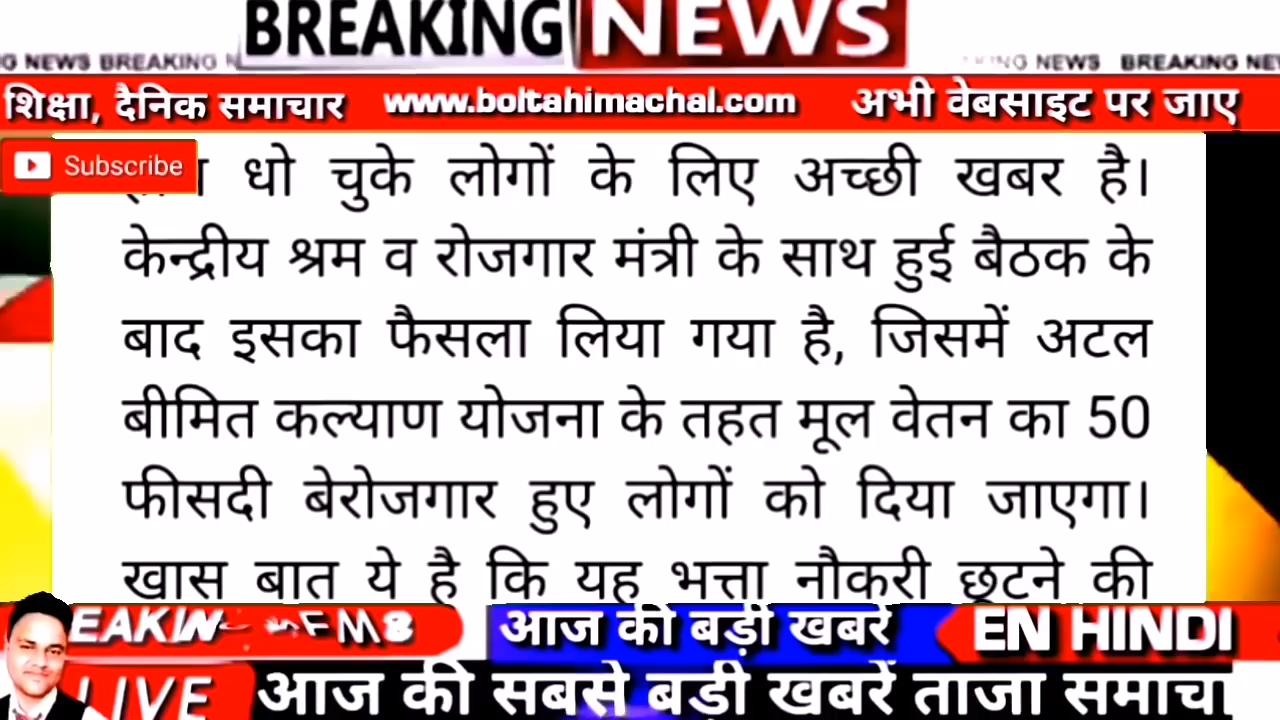 BREAKING NEWS
NEWS BREAKING
NEWS BREAKING
शिक्षा, दैनिक समाचार www.boltahimachal.com अभी वेबसाइट पर जाए
Subscribe
धो चुके लोगों के लिए अच्छी खबर है।
केन्द्रीय श्रम व रोजगार मंत्री के साथ हुई बैठक के
बाद इसका फैसला लिया गया है, जिसमें अटल
बीमित कल्याण योजना के तहत मूल वेतन का 50
फीसदी बेरोजगार हुए लोगों को दिया जाएगा।
खास बात ये है कि यह भत्ता नौकरी छूटने की
आज की बड़ी खबरें EN HINDI
LIVE आज की सबसे बड़ी खबरें ताजा